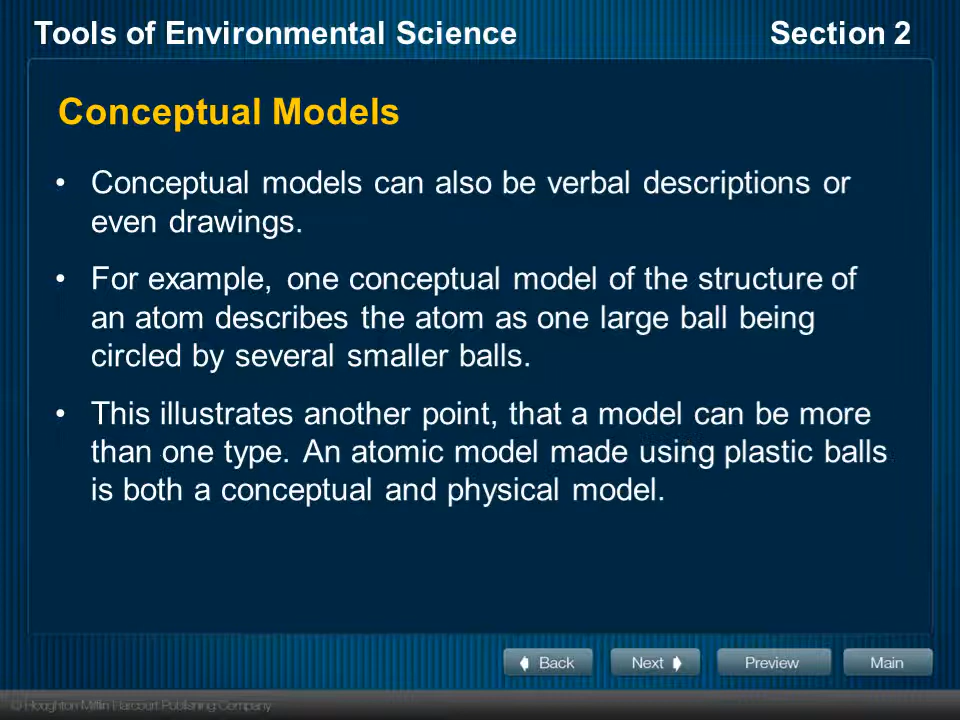 Tools of Environmental Science
Section 2
Conceptual Models
• Conceptual models can also be verbal descriptions or
even drawings.
• For example, one conceptual model of the structure of
an atom describes the atom as one large ball being
circled by several smaller balls.
• This illustrates another point, that a model can be more
than one type. An atomic model made using plastic balls
is both a conceptual and physical model.
Back
Next
Preview
Main
© Houghton Mifflin Harcourt Publishing Company